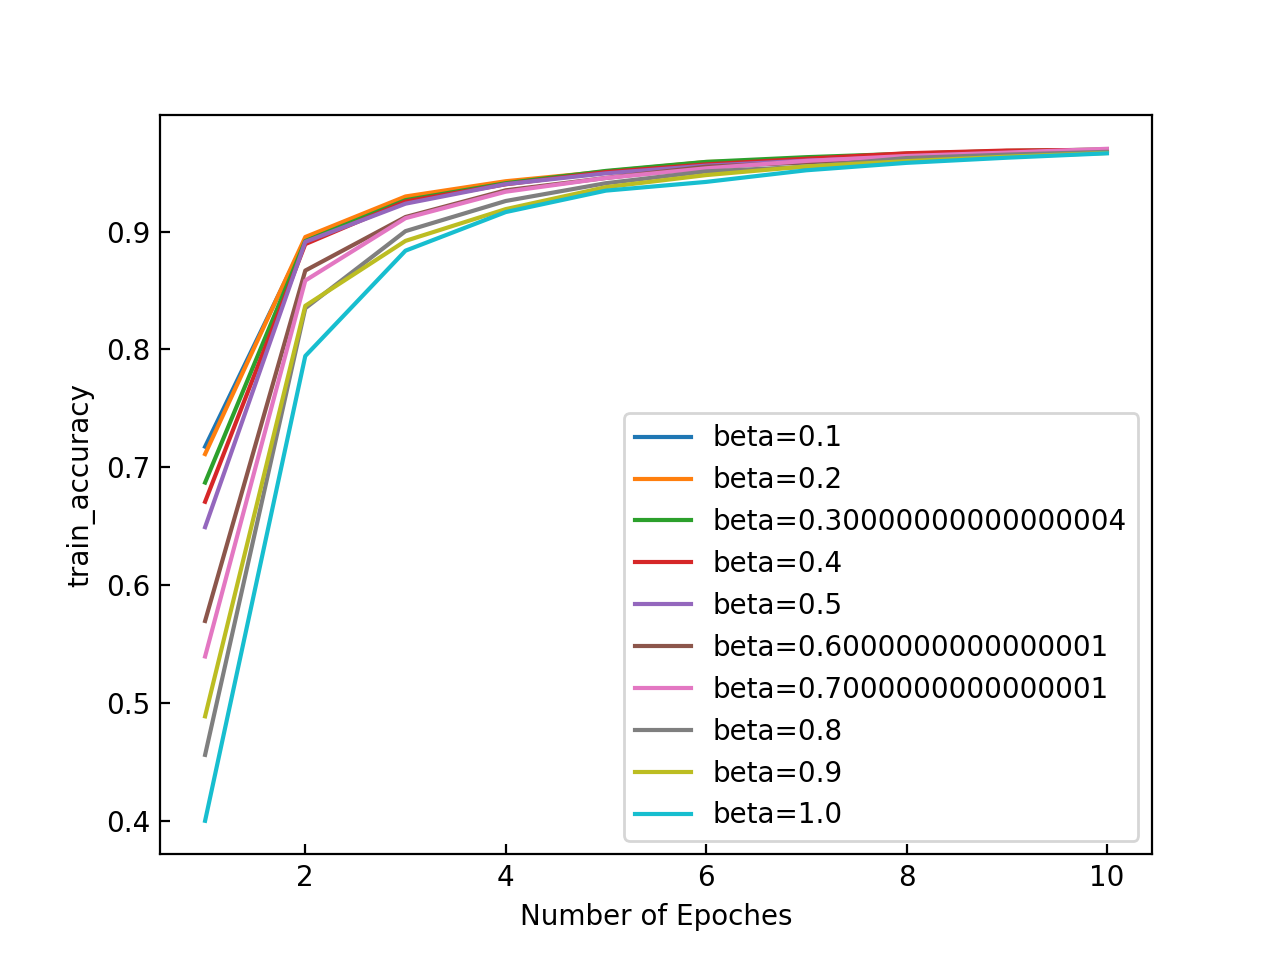 train_accuracy
0.9
0.8
0.7
0.6
0.5
0.4
beta=0.1
beta=0.2
beta=0.30000000000000004
beta=0.4
beta=0.5
beta=0.6000000000000001
beta=0.7000000000000001
beta=0.8
beta=0.9
beta=1.0
2 4 6 8 10
Number of Epoches